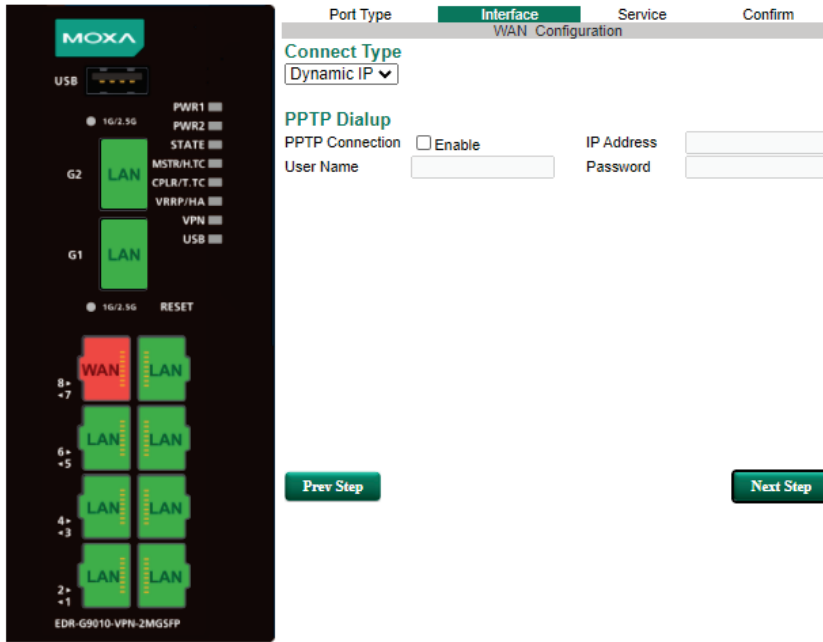 MOXA
USB
1G/2.5G
PWR1
PWR2
STATE
MSTR/H.TC
CPLR/T.TC
VRRP/HA
VPN
USB
G2
LAN
G1
LAN
1G/2.5G
RESET
WAN
LAN
8▸
◂7
LAN
LAN
6▸
◂5
LAN
LAN
4▸
◂3
LAN
LAN
2▸
◂1
EDR-G9010-VPN-2MGSFP
Port Type Interface Service Confirm
WAN Configuration
Connect Type
Dynamic IP
PPTP Dialup
PPTP Connection Enable IP Address
User Name Password
Prev Step Next Step